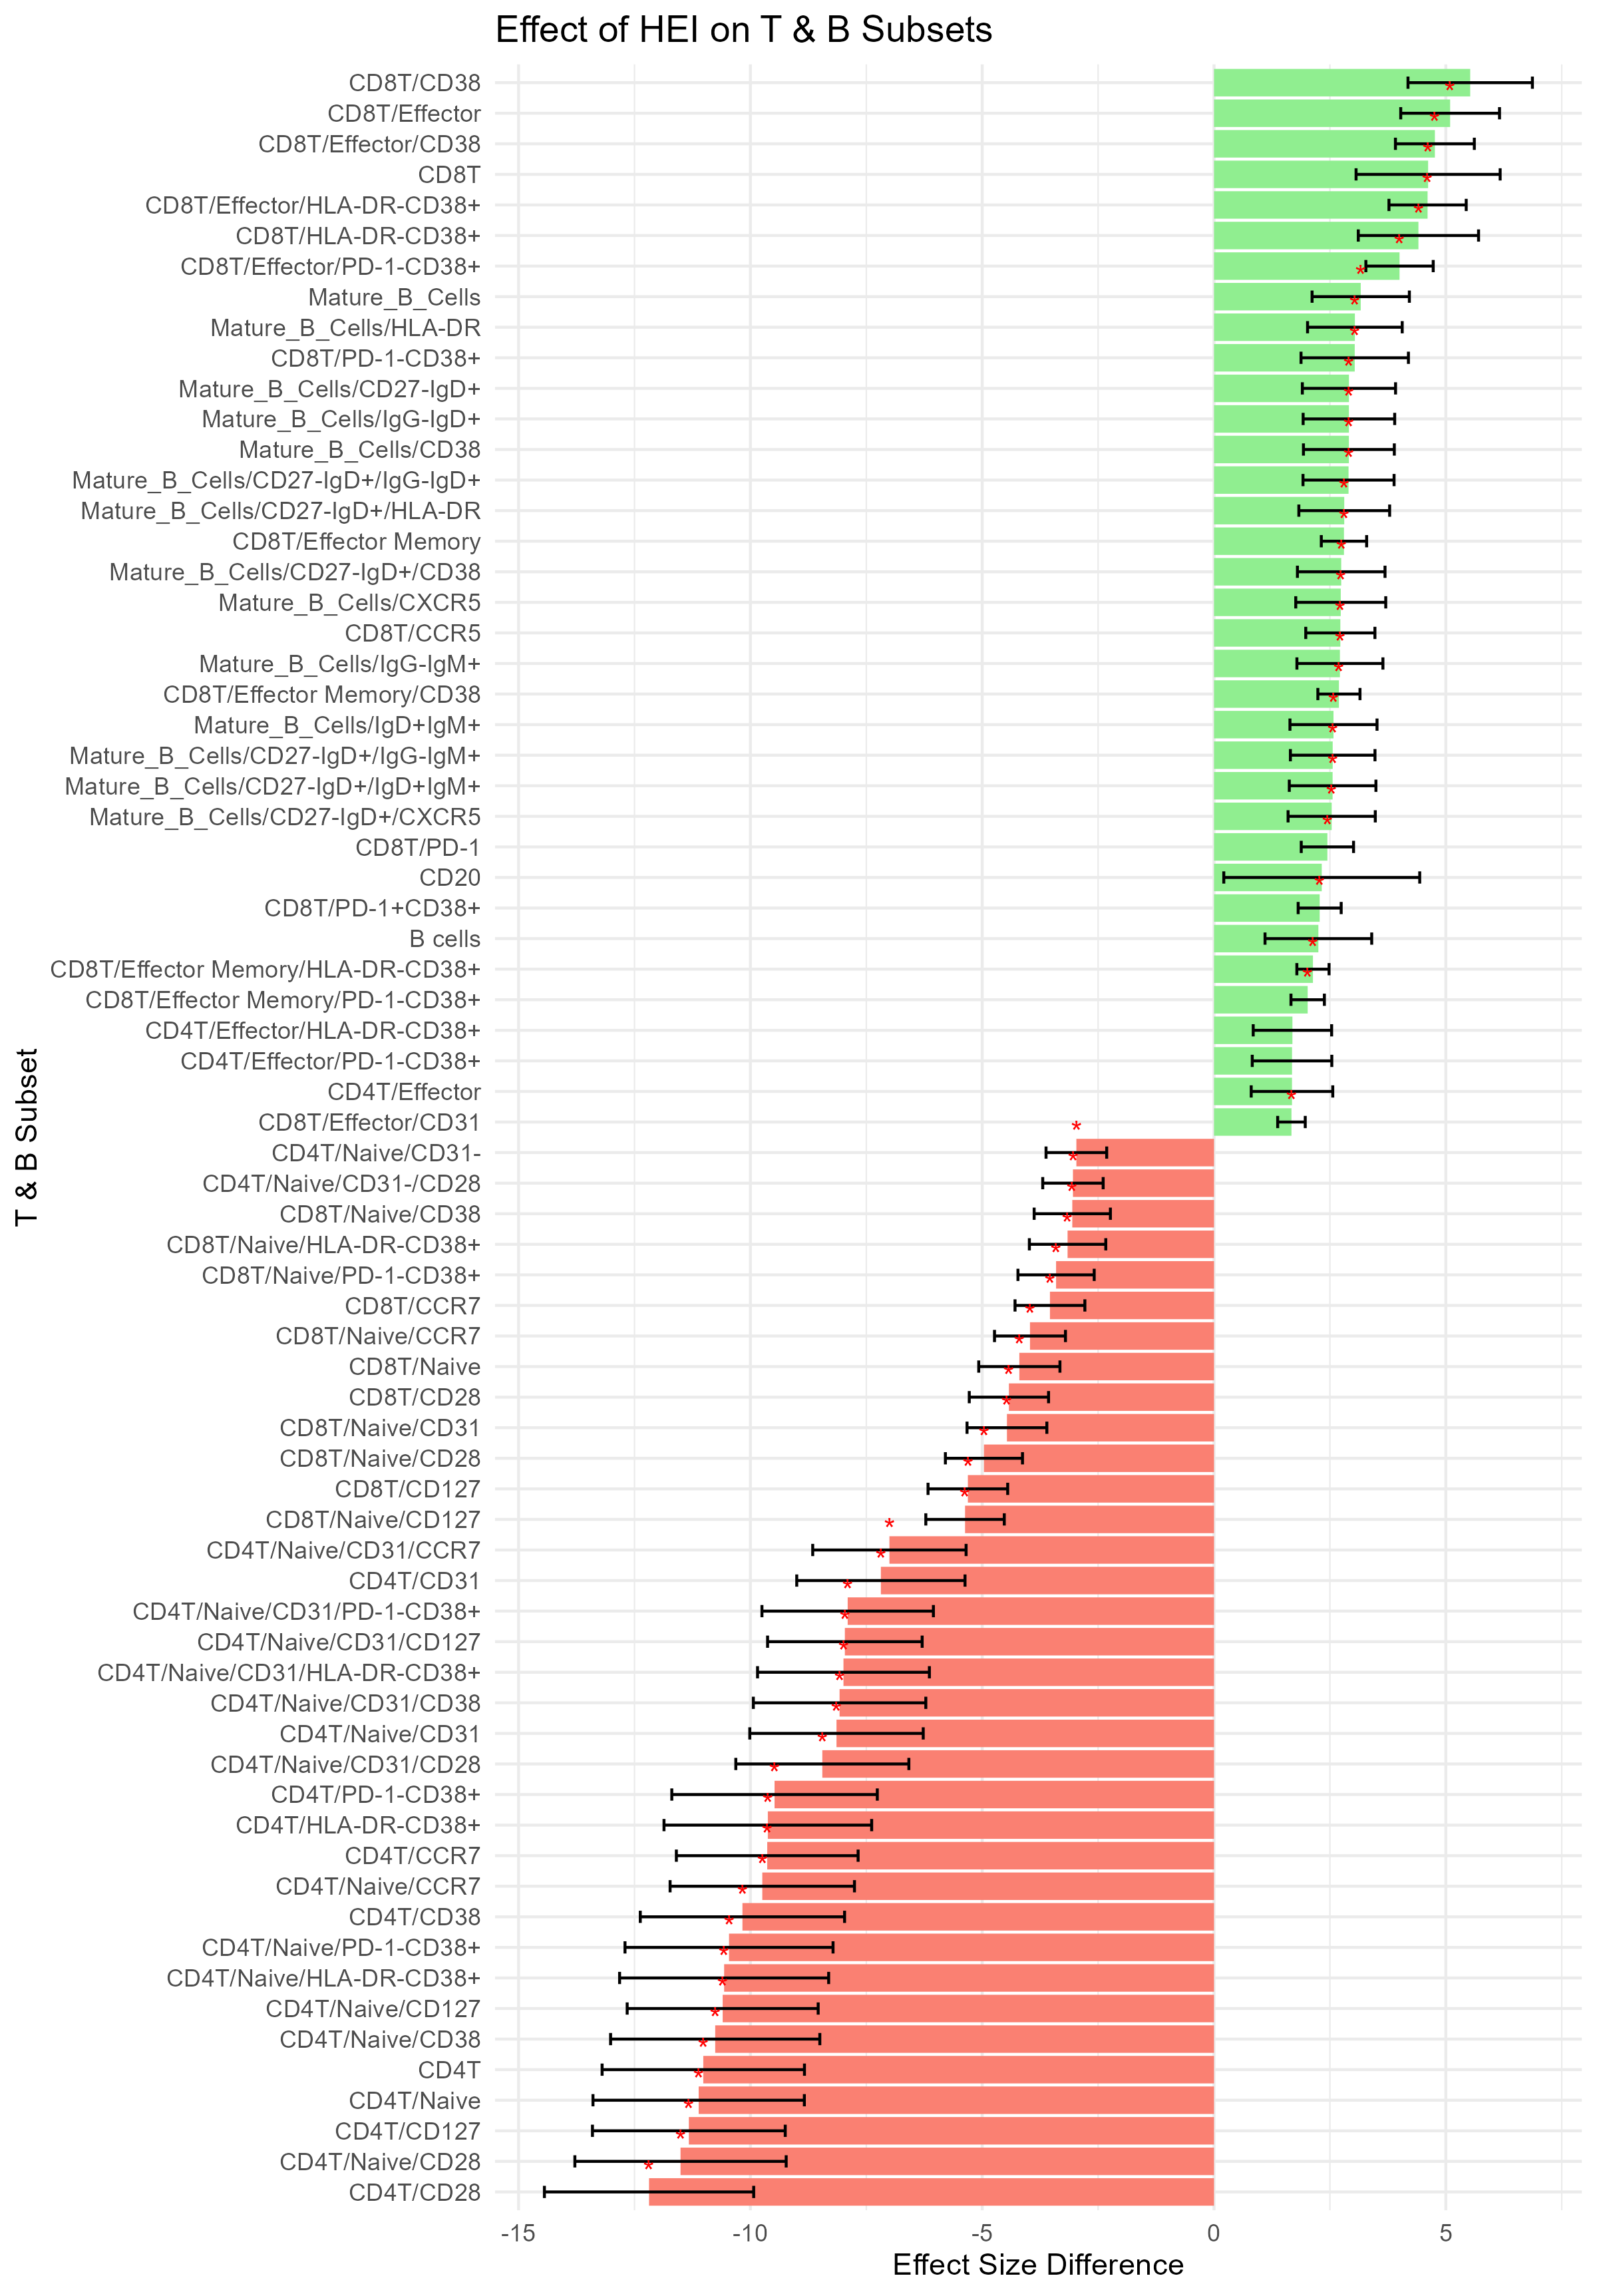 Effect of HEI on T & B Subsets
CD8T/CD38
CD8T/Effector
CD8T/Effector/CD38
CD8T
CD8T/Effector/HLA-DR-CD38+
CD8T/HLA-DR-CD38+
CD8T/Effector/PD-1-CD38+
Mature_B_Cells
Mature_B_Cells/HLA-DR
CD8T/PD-1-CD38+
Mature_B_Cells/CD27-IgD+
Mature_B_Cells/IgG-IgD+
Mature_B_Cells/CD38
Mature_B_Cells/CD27-IgD+/IgG-IgD+
Mature_B_Cells/CD27-IgD+/HLA-DR
CD8T/Effector Memory
Mature_B_Cells/CD27-IgD+/CD38
Mature_B_Cells/CXCR5
CD8T/CCR5
Mature_B_Cells/IgG-IgM+
CD8T/Effector Memory/CD38
Mature_B_Cells/IgD+IgM+
Mature_B_Cells/CD27-IgD+/IgG-IgM+
Mature_B_Cells/CD27-IgD+/IgD+IgM+
Mature_B_Cells/CD27-IgD+/CXCR5
CD8T/PD-1
CD20
CD8T/PD-1+CD38+
B cells
CD8T/Effector Memory/HLA-DR-CD38+
CD8T/Effector Memory/PD-1-CD38+
CD4T/Effector/HLA-DR-CD38+
CD4T/Effector/PD-1-CD38+
CD4T/Effector
CD8T/Effector/CD31
CD4T/Naive/CD31-
CD4T/Naive/CD31-/CD28
CD8T/Naive/CD38
CD8T/Naive/HLA-DR-CD38+
CD8T/Naive/PD-1-CD38+
CD8T/CCR7
CD8T/Naive/CCR7
CD8T/Naive
CD8T/CD28
CD8T/Naive/CD31
CD8T/Naive/CD28
CD8T/CD127
CD8T/Naive/CD127
CD4T/Naive/CD31/CCR7
CD4T/CD31
CD4T/Naive/CD31/PD-1-CD38+
CD4T/Naive/CD31/CD127
CD4T/Naive/CD31/HLA-DR-CD38+
CD4T/Naive/CD31/CD38
CD4T/Naive/CD31
CD4T/Naive/CD31/CD28
CD4T/PD-1-CD38+
CD4T/HLA-DR-CD38+
CD4T/CCR7
CD4T/Naive/CCR7
CD4T/CD38
CD4T/Naive/PD-1-CD38+
CD4T/Naive/HLA-DR-CD38+
CD4T/Naive/CD127
CD4T/Naive/CD38
CD4T
CD4T/Naive
CD4T/CD127
CD4T/Naive/CD28
CD4T/CD28
T & B Subset
-15 -10 -5 0 5
Effect Size Difference